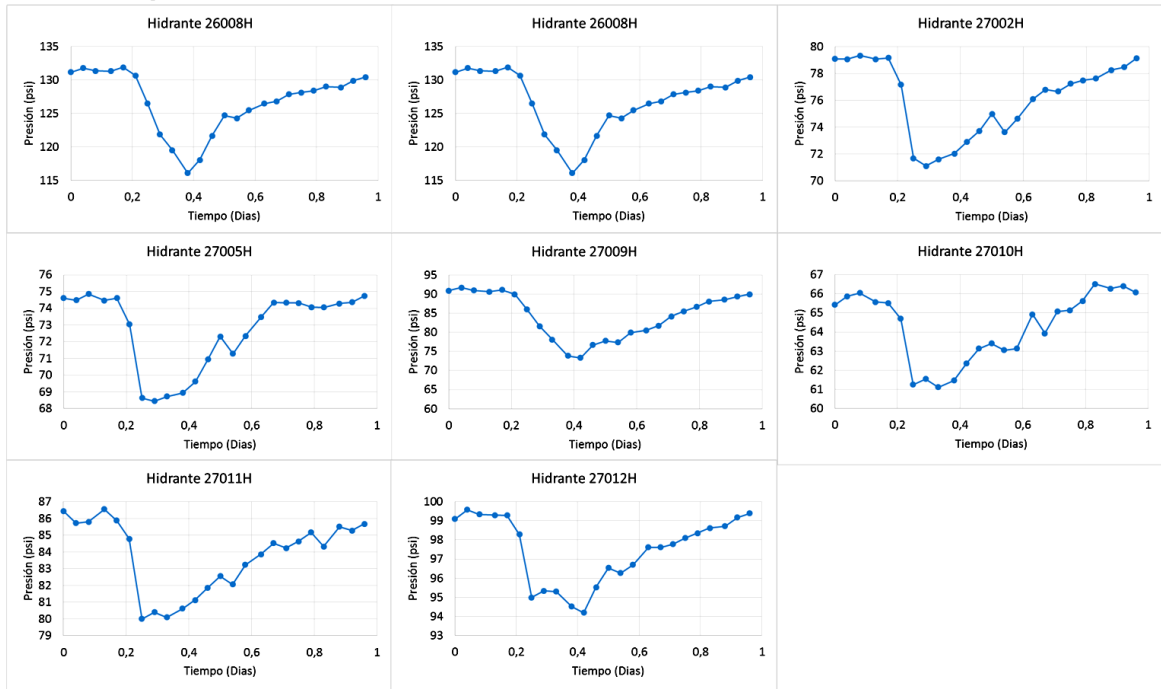 Hidrante 26008H
135
130
125
120
115
Presión (psi)
0 0,2 0,4 0,6 0,8 1
Tiempo (Dias)
Hidrante 26008H
135
130
125
120
115
Presión (psi)
0 0,2 0,4 0,6 0,8 1
Tiempo (Dias)
Hidrante 27002H
80
78
76
74
72
70
Presión (psi)
0 0,2 0,4 0,6 0,8 1
Tiempo (Dias)
Hidrante 27005H
76
75
74
73
72
71
70
69
68
Presión (psi)
0 0,2 0,4 0,6 0,8 1
Tiempo (Dias)
Hidrante 27009H
95
90
85
80
75
70
65
60
Presión (psi)
0 0,2 0,4 0,6 0,8 1
Tiempo (Dias)
Hidrante 27010H
67
66
65
64
63
62
61
60
Presión (psi)
0 0,2 0,4 0,6 0,8 1
Tiempo (Dias)
Hidrante 27011H
87
86
85
84
83
82
81
80
79
Presión (psi)
0 0,2 0,4 0,6 0,8 1
Tiempo (Dias)
Hidrante 27012H
100
99
98
97
96
95
94
93
Presión (psi)
0 0,2 0,4 0,6 0,8 1
Tiempo (Dias)